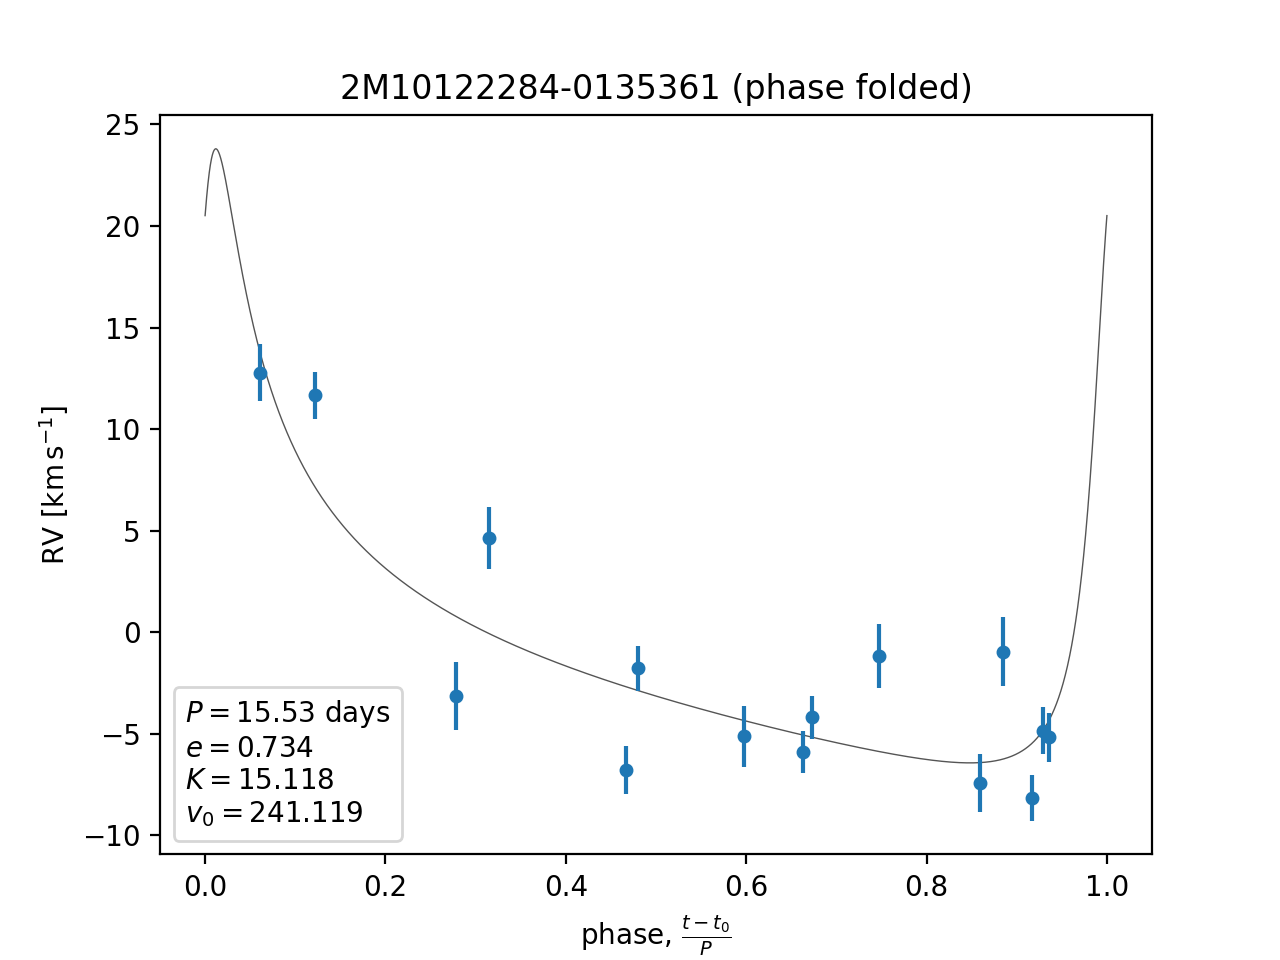 2M10122284-0135361 (phase folded)
25
20
15
10
5
0
−5
−10
RV [km s⁻¹]
P = 15.53 days
e = 0.734
K = 15.118
v₀ = 241.119
0.0 0.2 0.4 0.6 0.8 1.0
phase, (t − t₀)/P